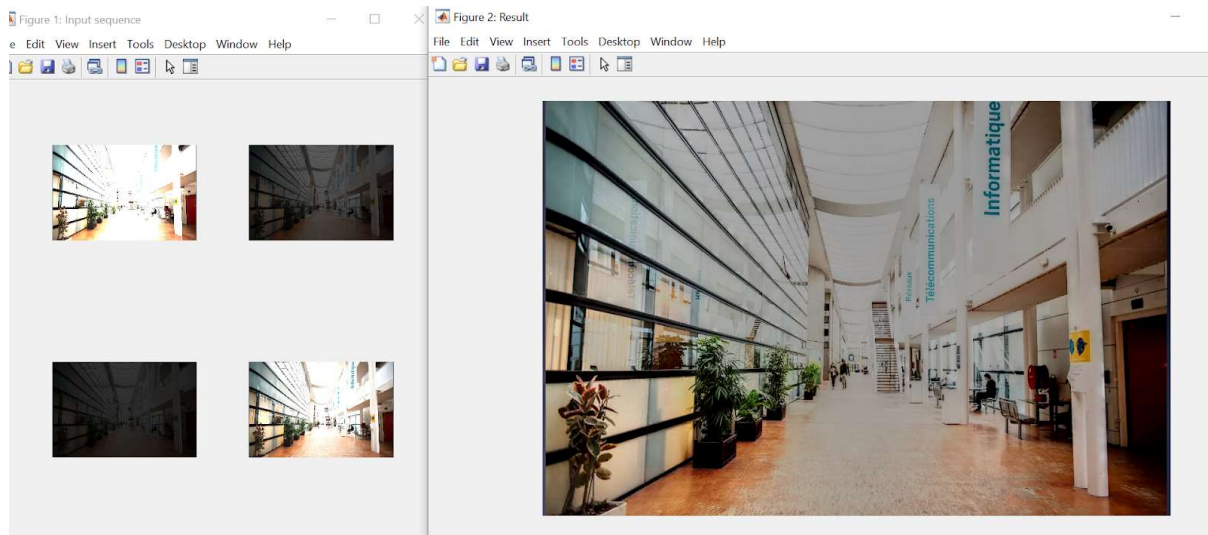 Figure 1: Input sequence
e Edit View Insert Tools Desktop Window Help
Figure 2: Result
File Edit View Insert Tools Desktop Window Help
Informatique
Télécommunications
Réseaux